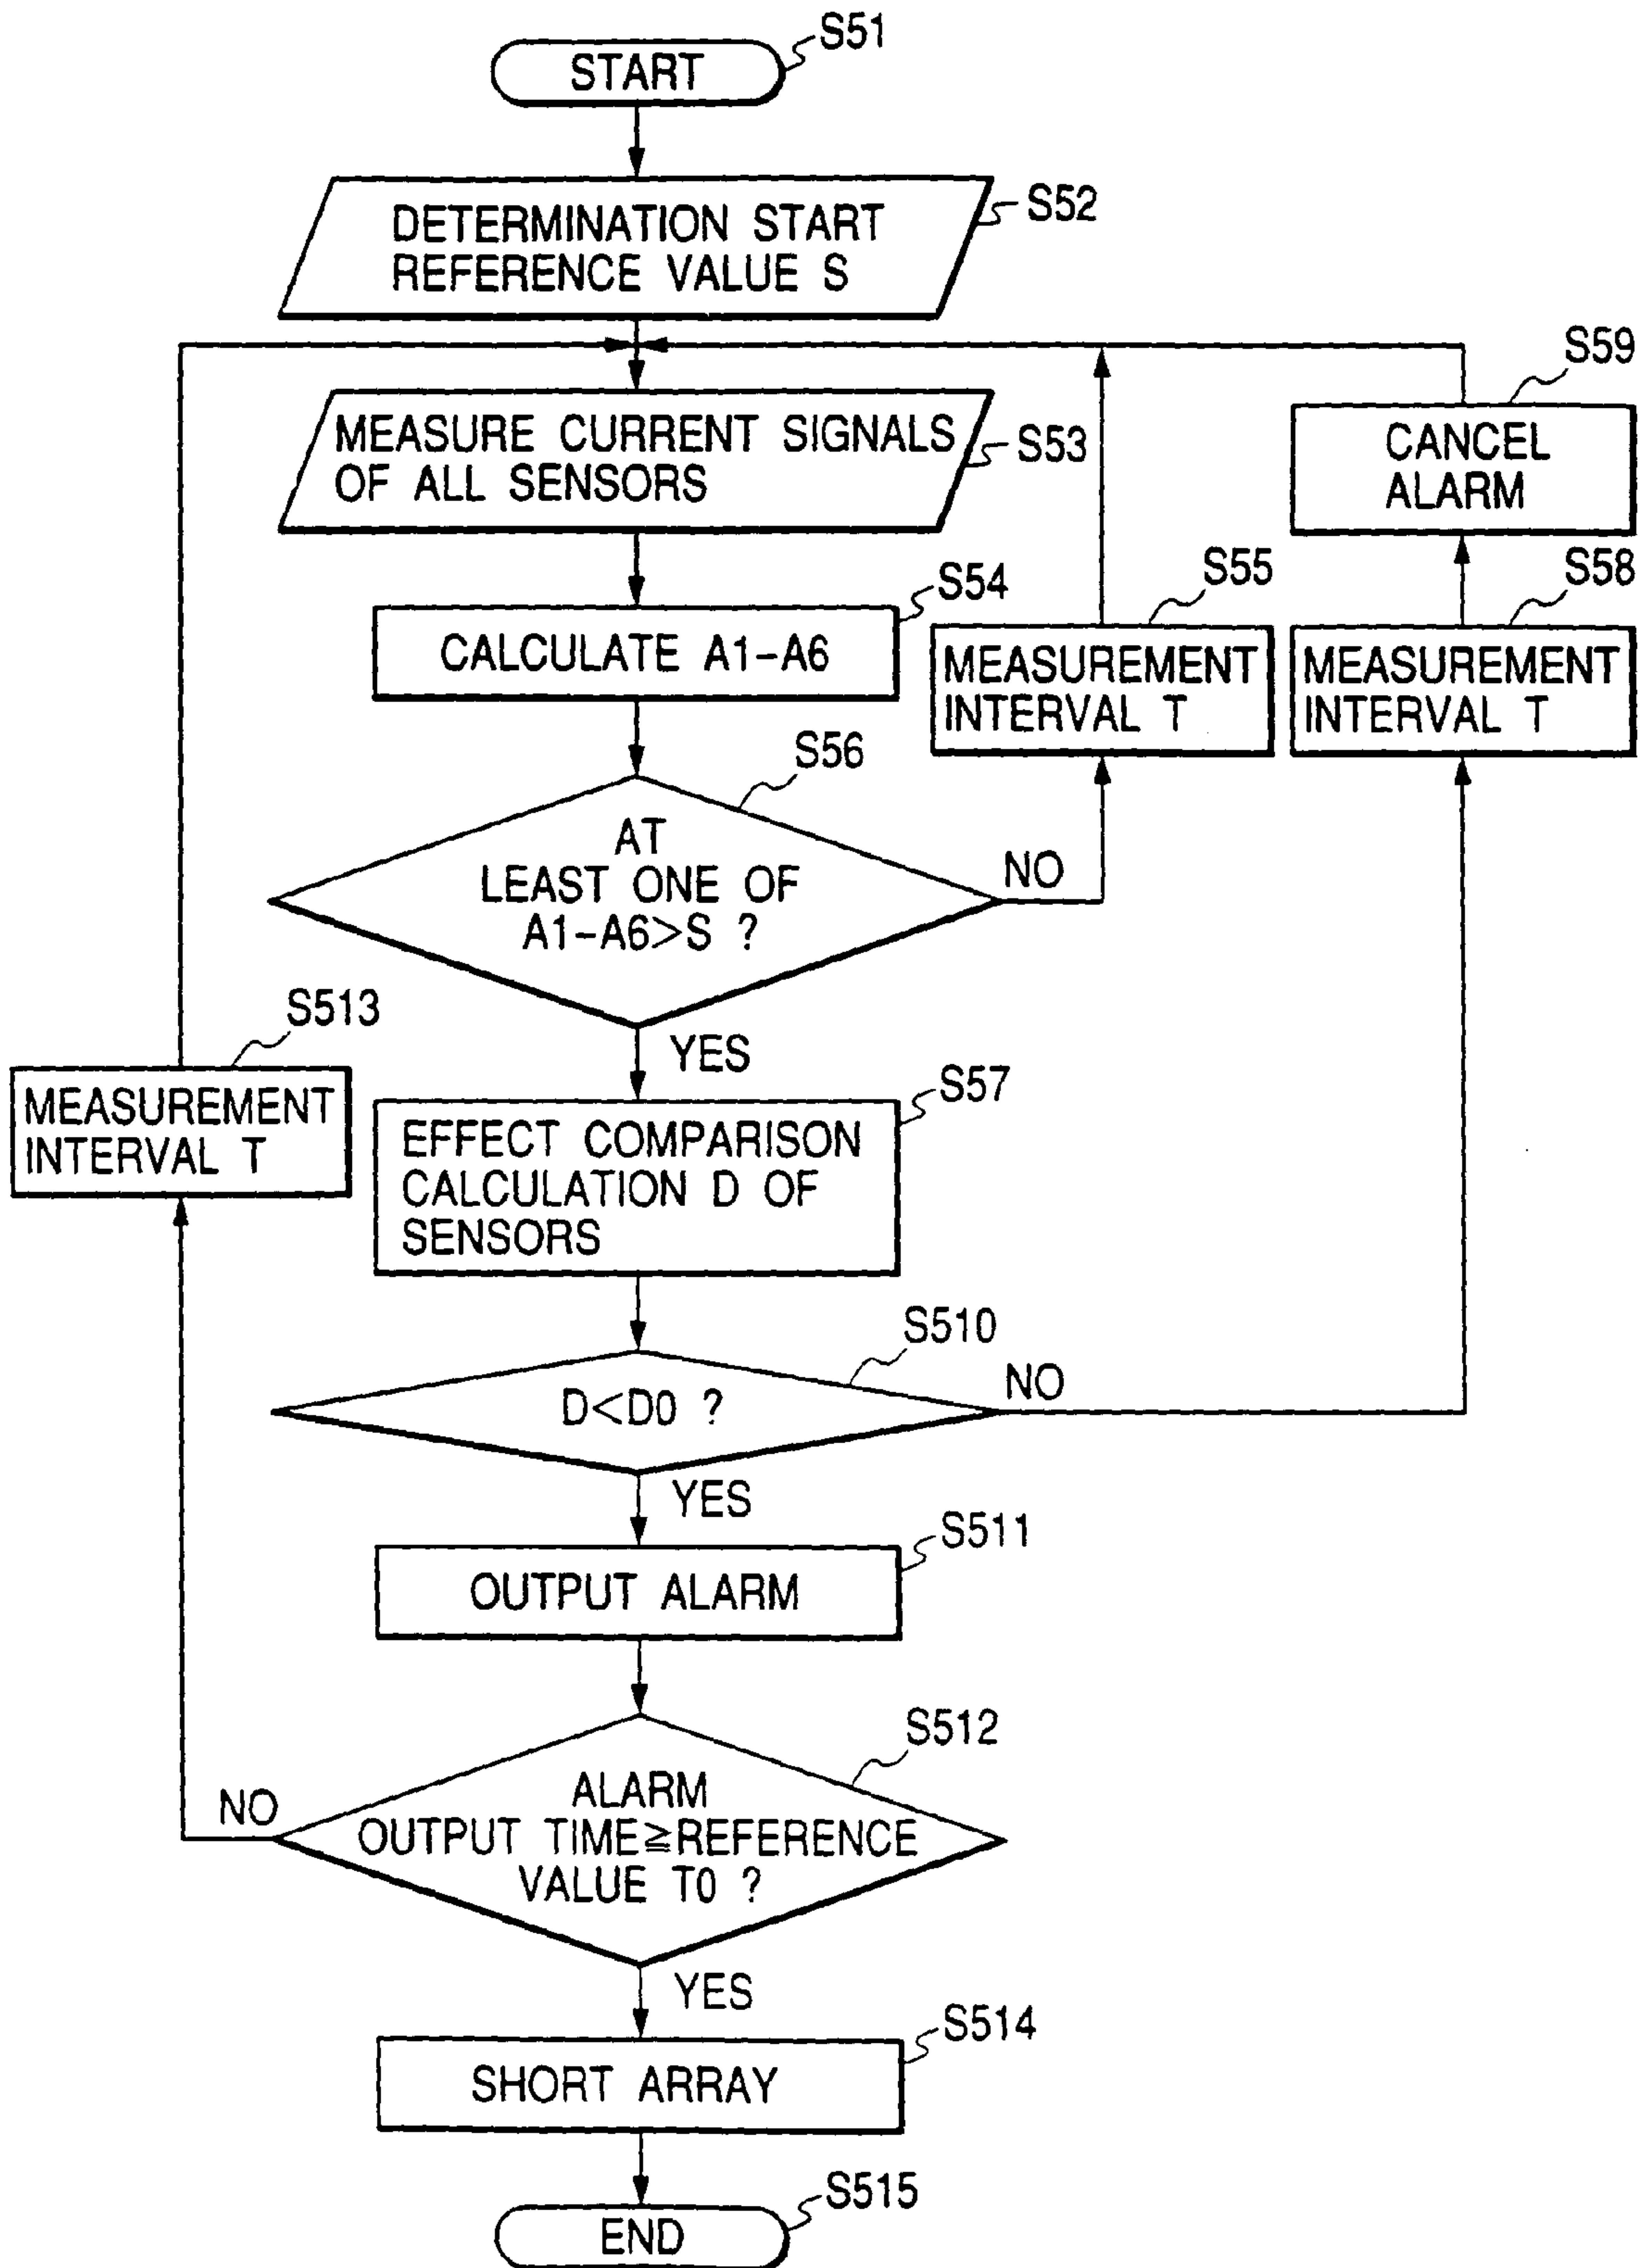 S51
START
S52
DETERMINATION START
REFERENCE VALUE S
S59
MEASURE CURRENT SIGNALS
OF ALL SENSORS
S53
CANCEL
ALARM
S54
S55
S58
CALCULATE A1-A6
MEASUREMENT
INTERVAL T
MEASUREMENT
INTERVAL T
S56
AT
LEAST ONE OF
A1-A6>S ?
NO
YES
S513
MEASUREMENT
INTERVAL T
S57
EFFECT COMPARISON
CALCULATION D OF
SENSORS
S510
D<D0 ?
NO
YES
S511
OUTPUT ALARM
S512
ALARM
OUTPUT TIME≧REFERENCE
VALUE T0 ?
NO
YES
S514
SHORT ARRAY
S515
END